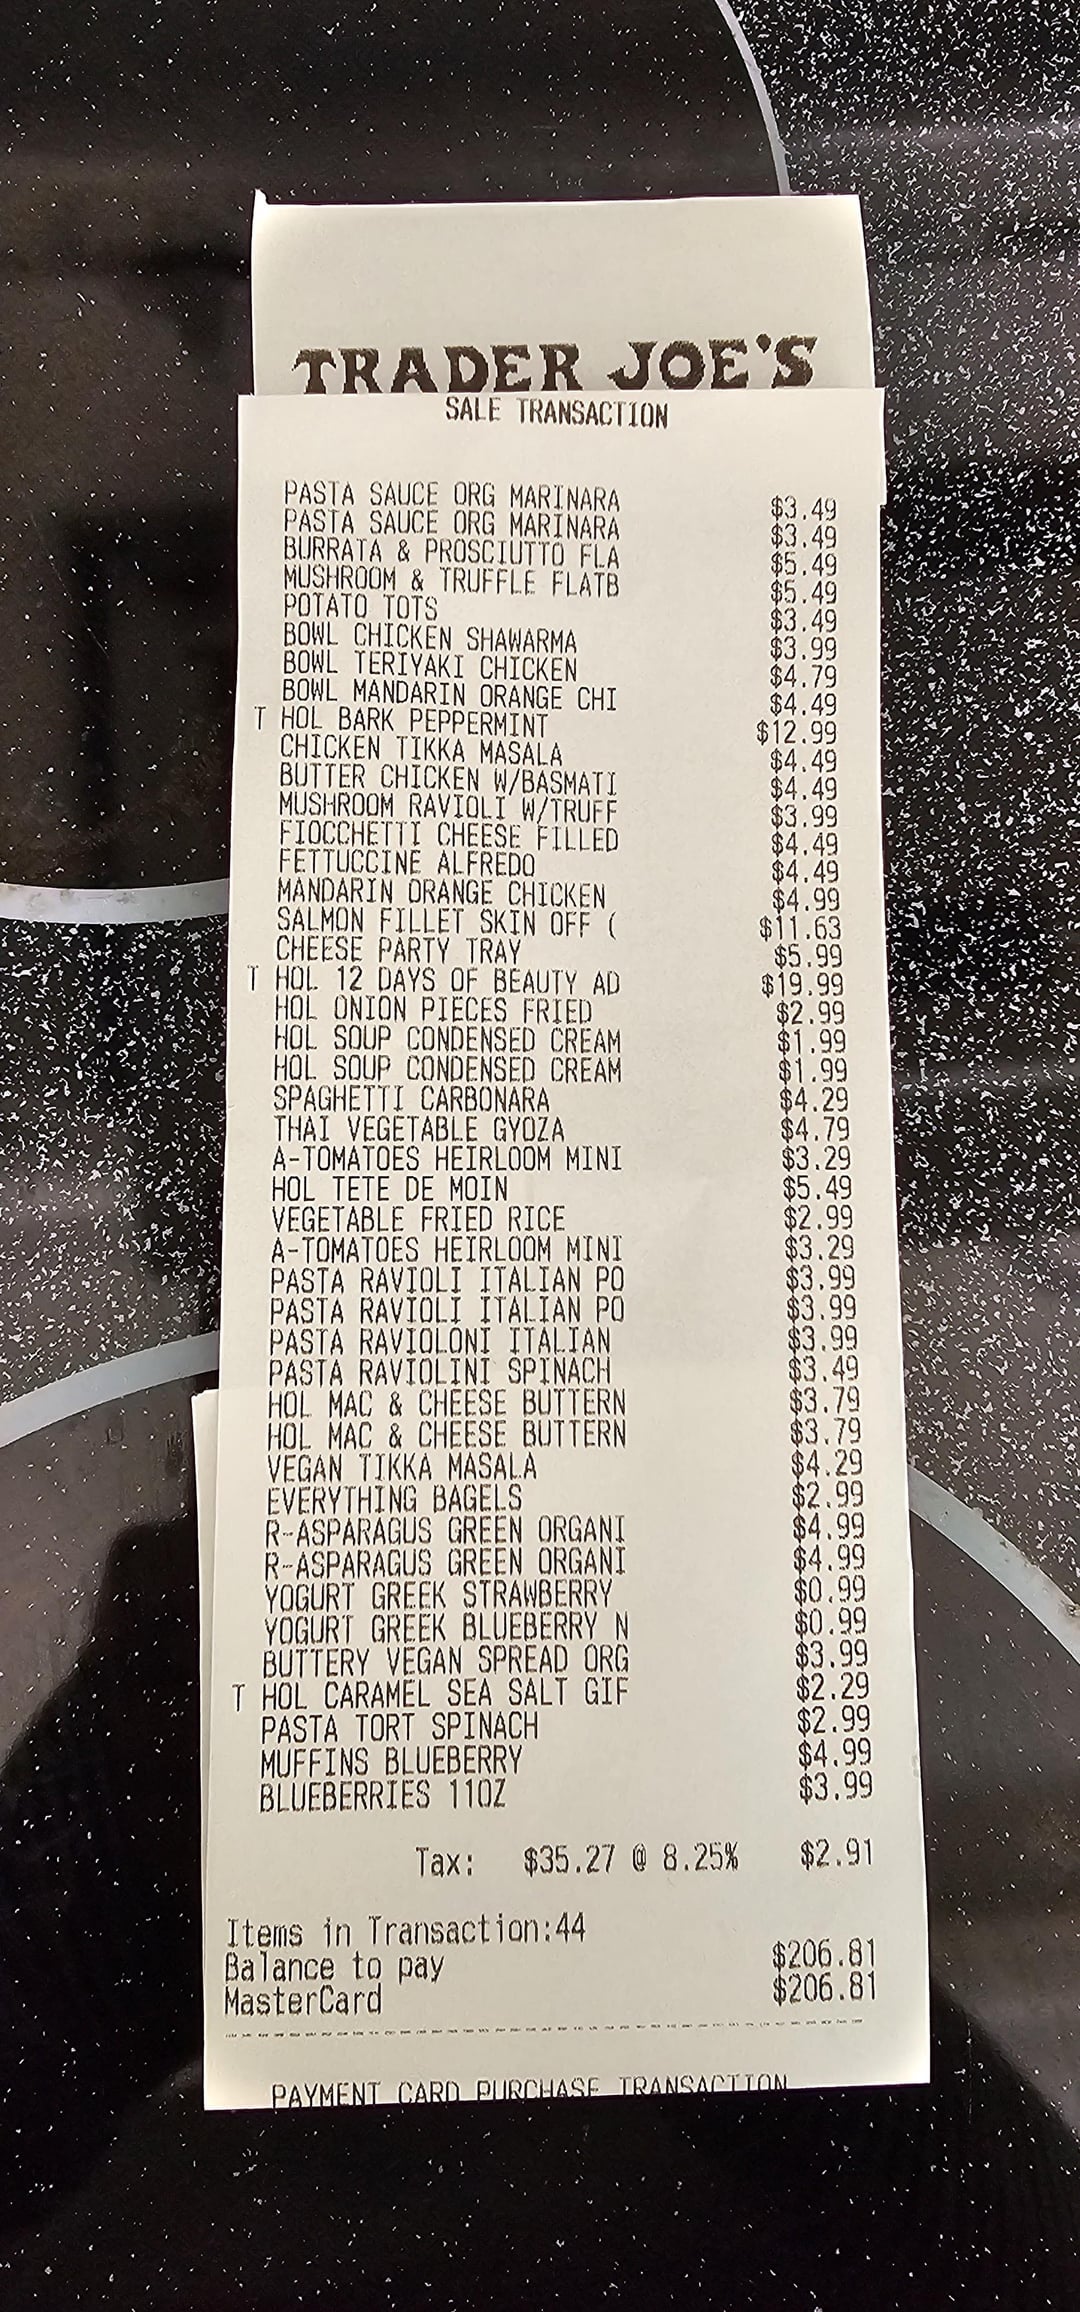 TRADER JOE'S
SALE TRANSACTION
PASTA SAUCE ORG MARINARA $3.49
PASTA SAUCE ORG MARINARA $3.49
BURRATA & PROSCIUTTO FLA $5.49
MUSHROOM & TRUFFLE FLATB $5.49
POTATO TOTS $3.49
BOWL CHICKEN SHAWARMA $3.99
BOWL TERIYAKI CHICKEN $4.79
BOWL MANDARIN ORANGE CHI $4.49
T HOL BARK PEPPERMINT $12.99
CHICKEN TIKKA MASALA $4.49
BUTTER CHICKEN W/BASMATI $4.49
MUSHROOM RAVIOLI W/TRUFF $3.99
FIOCCHETTI CHEESE FILLED $4.49
FETTUCCINE ALFREDO $4.49
MANDARIN ORANGE CHICKEN $4.99
SALMON FILLET SKIN OFF ( $11.63
CHEESE PARTY TRAY $5.99
T HOL 12 DAYS OF BEAUTY AD $19.99
HOL ONION PIECES FRIED $2.99
HOL SOUP CONDENSED CREAM $1.99
HOL SOUP CONDENSED CREAM $1.99
SPAGHETTI CARBONARA $4.29
THAI VEGETABLE GYOZA $4.79
A-TOMATOES HEIRLOOM MINI $3.29
HOL TETE DE MOIN $5.49
VEGETABLE FRIED RICE $2.99
A-TOMATOES HEIRLOOM MINI $3.29
PASTA RAVIOLI ITALIAN PO $3.99
PASTA RAVIOLI ITALIAN PO $3.99
PASTA RAVIOLONI ITALIAN $3.99
PASTA RAVIOLINI SPINACH $3.49
HOL MAC & CHEESE BUTTERN $3.79
HOL MAC & CHEESE BUTTERN $3.79
VEGAN TIKKA MASALA $4.29
EVERYTHING BAGELS $2.99
R-ASPARAGUS GREEN ORGANI $4.99
R-ASPARAGUS GREEN ORGANI $4.99
YOGURT GREEK STRAWBERRY $0.99
YOGURT GREEK BLUEBERRY N $0.99
BUTTERY VEGAN SPREAD ORG $3.99
T HOL CARAMEL SEA SALT GIF $2.29
PASTA TORT SPINACH $2.99
MUFFINS BLUEBERRY $4.99
BLUEBERRIES 11OZ $3.99
Tax: $35.27 @ 8.25% $2.91
Items in Transaction:44
Balance to pay $206.81
MasterCard $206.81
PAYMENT CARD PURCHASE TRANSACTION